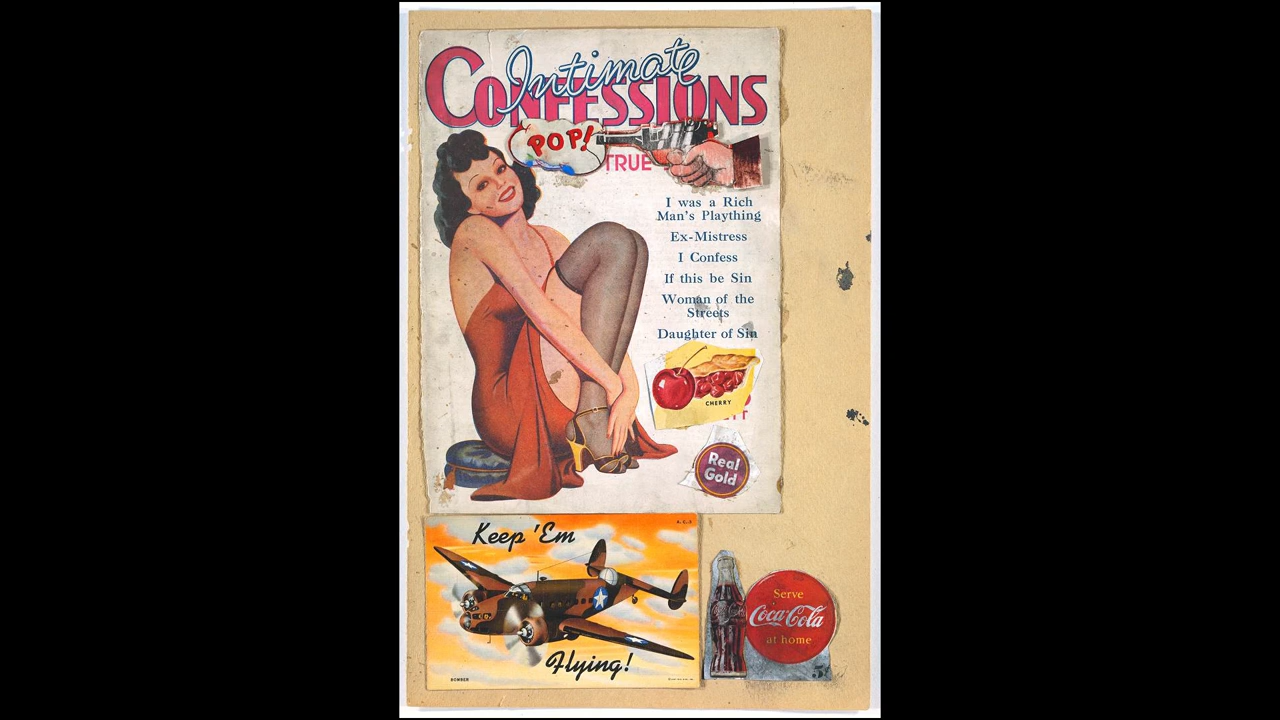 Intimate
CONFESSIONS
POP!
TRUE
I was a Rich
Man's Plaything
Ex-Mistress
I Confess
If this be Sin
Woman of the
Streets
Daughter of Sin
CHERRY
Real
Gold
Keep 'Em
Flying!
BOMBER
Serve
Coca-Cola
at home
5¢